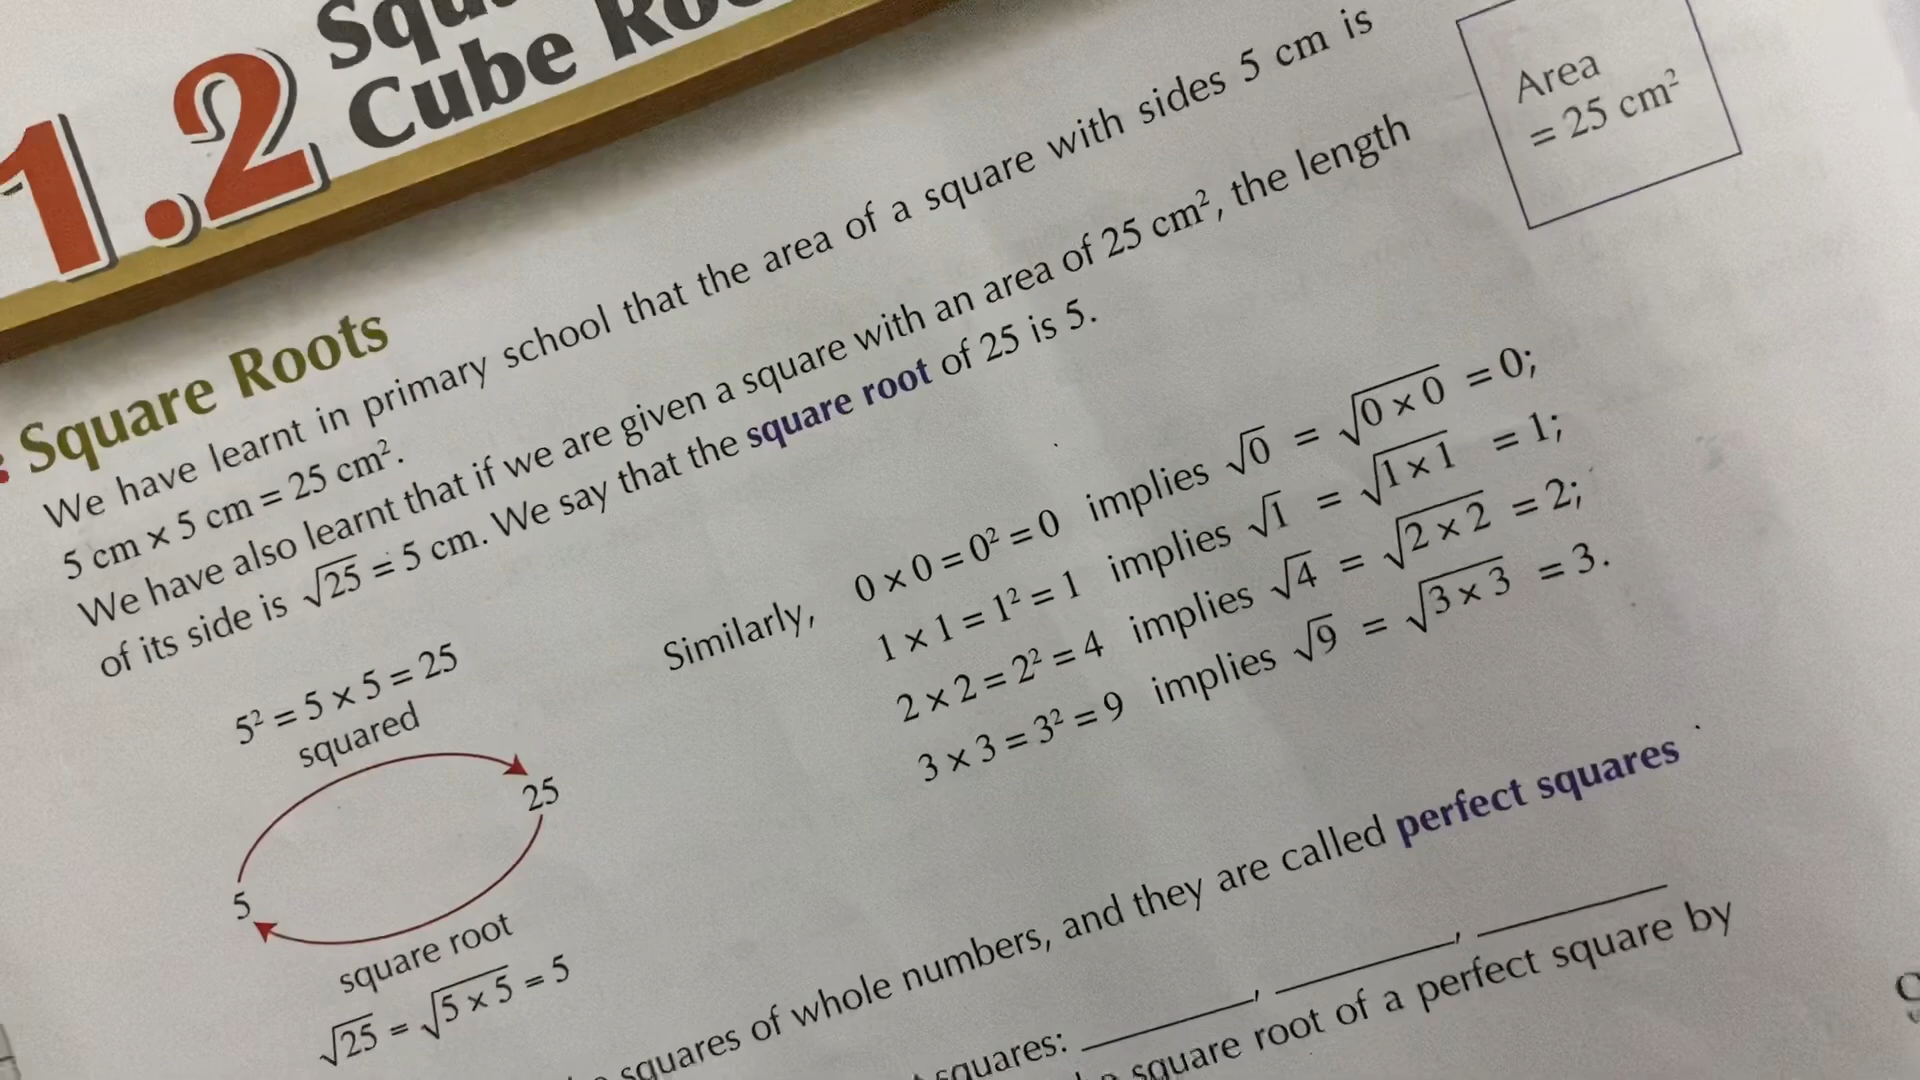 1.2
Cube
Area
= 25 cm²
Square Roots
We have learnt in primary school that the area of a square with sides 5 cm is
5 cm × 5 cm = 25 cm².
We have also learnt that if we are given a square with an area of 25 cm², the length
of its side is √25 = 5 cm. We say that the square root of 25 is 5.
5² = 5 × 5 = 25
squared
25
5
square root
√25 = √5 × 5 = 5
Similarly, 0 × 0 = 0² = 0 implies √0 = √0 × 0 = 0;
1 × 1 = 1² = 1 implies √1 = √1 × 1 = 1;
2 × 2 = 2² = 4 implies √4 = √2 × 2 = 2;
3 × 3 = 3² = 9 implies √9 = √3 × 3 = 3.
squares of whole numbers, and they are called perfect squares
squares: ________, ________, ________
square root of a perfect square by